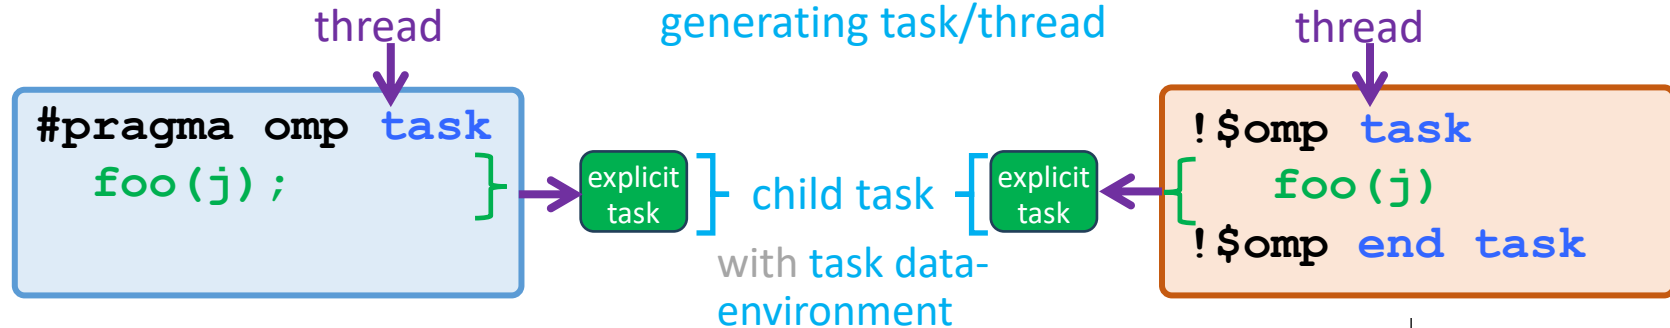 thread
generating task/thread
thread
#pragma omp task
foo(j);
explicit
task
child task
with task data-
environment
explicit
task
!$omp task
foo(j)
!$omp end task